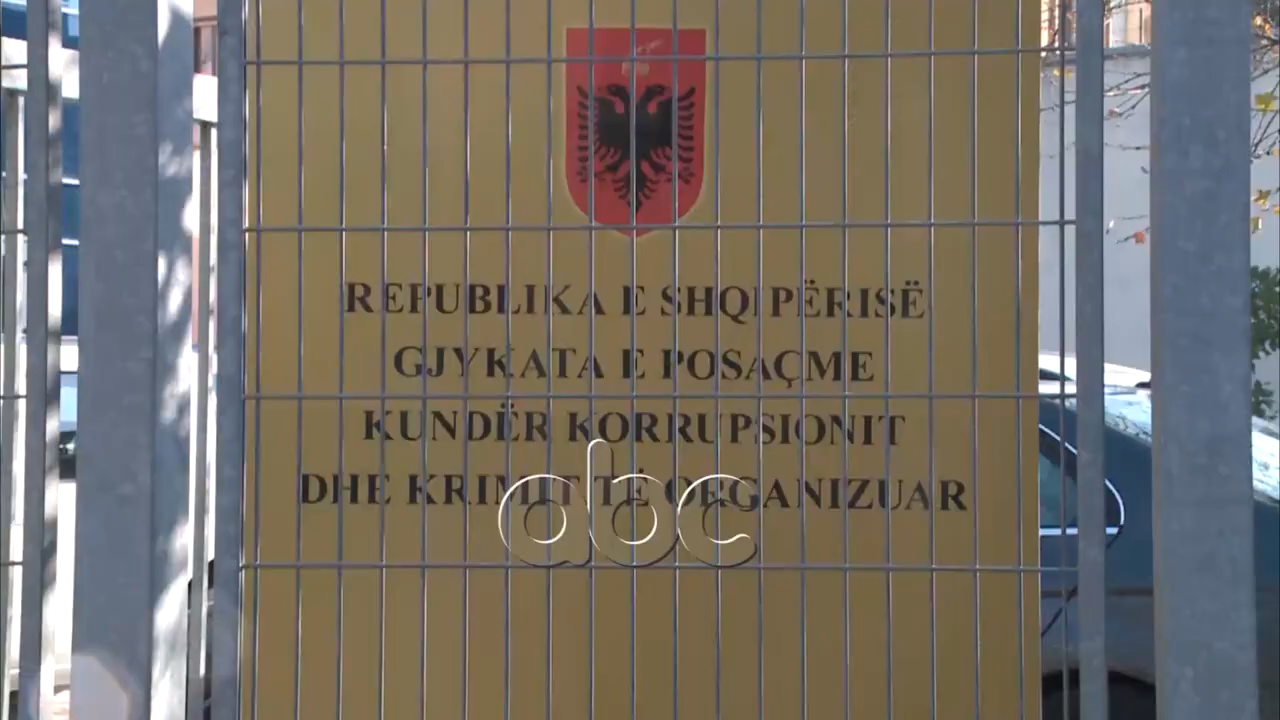 REPUBLIKA E SHQIPËRISË
GJYKATA E POSAÇME
KUNDËR KORRUPSIONIT
DHE KRIMIT TË ORGANIZUAR
abc